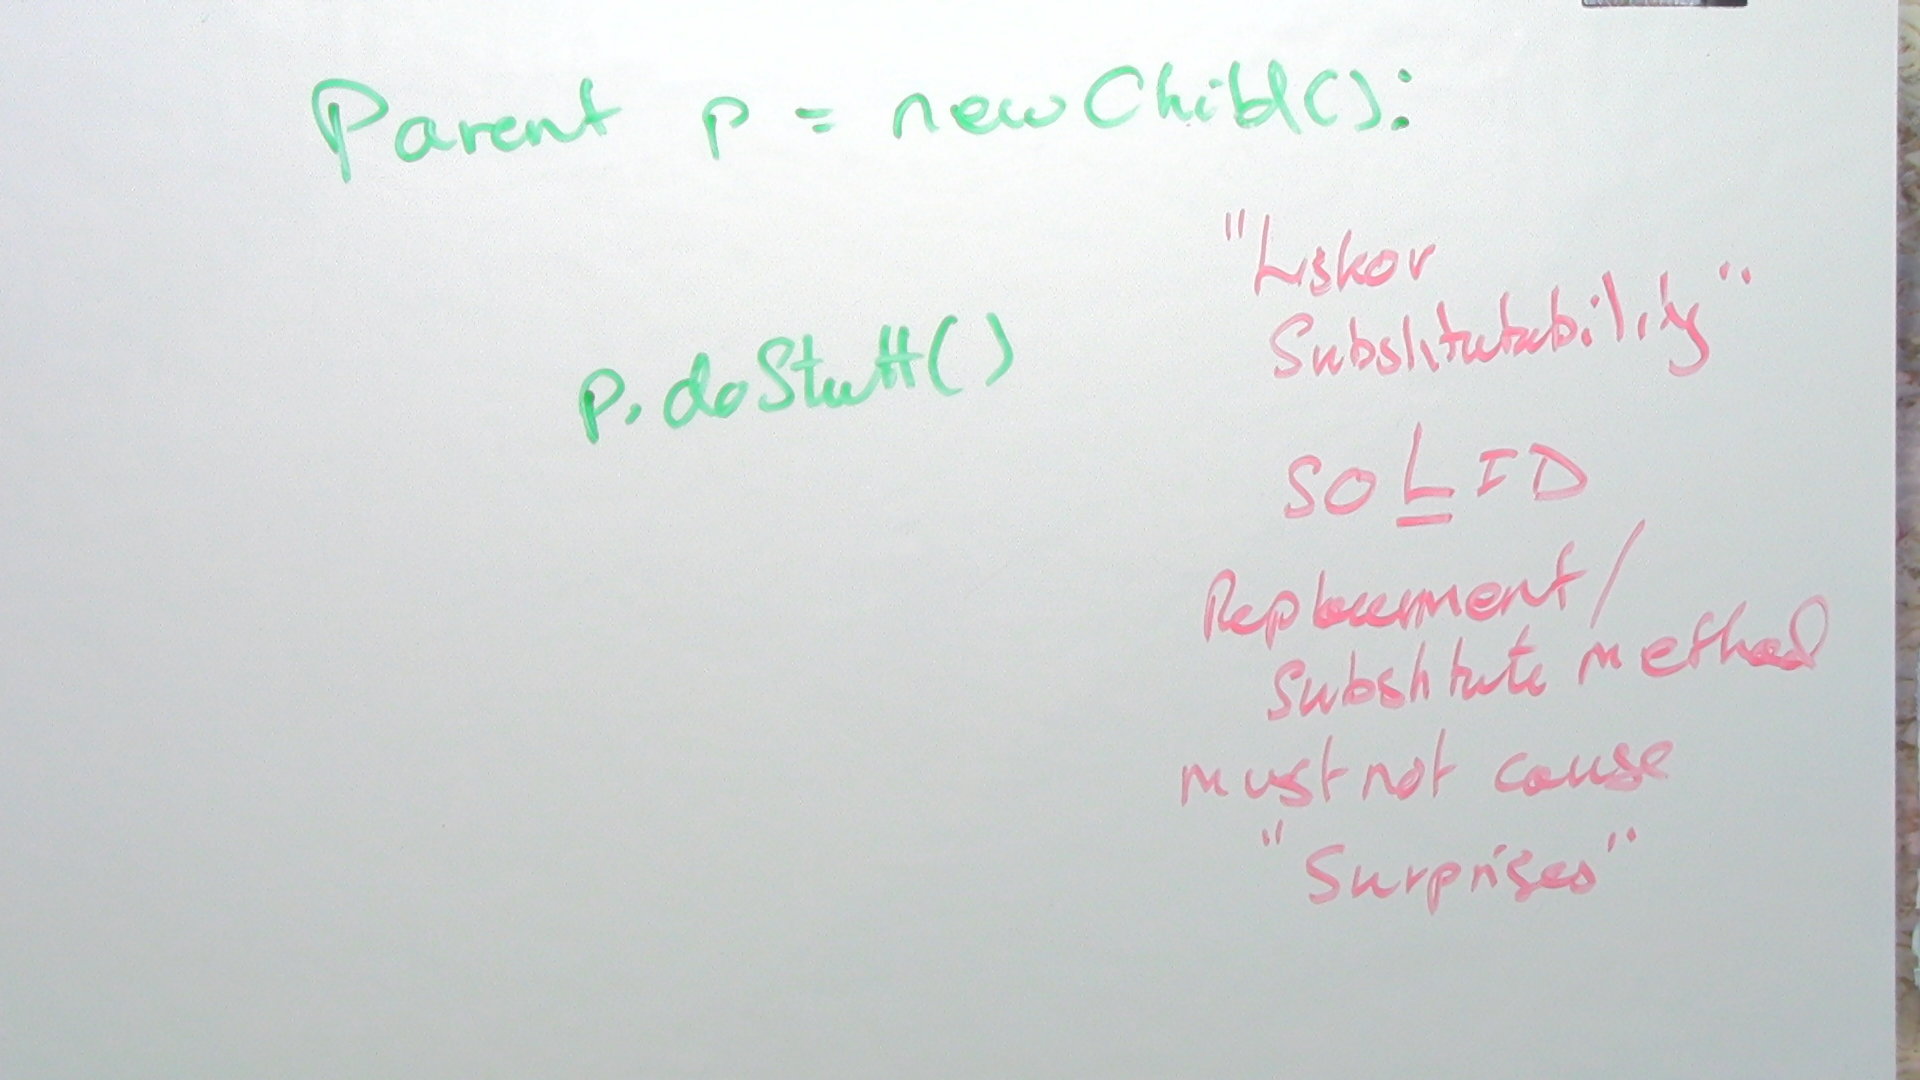 Parent p = new Child():
p.doStuff()
"Liskov
Substitutability"
SOLID
Replacement/
Substitute method
must not cause
"Surprises"